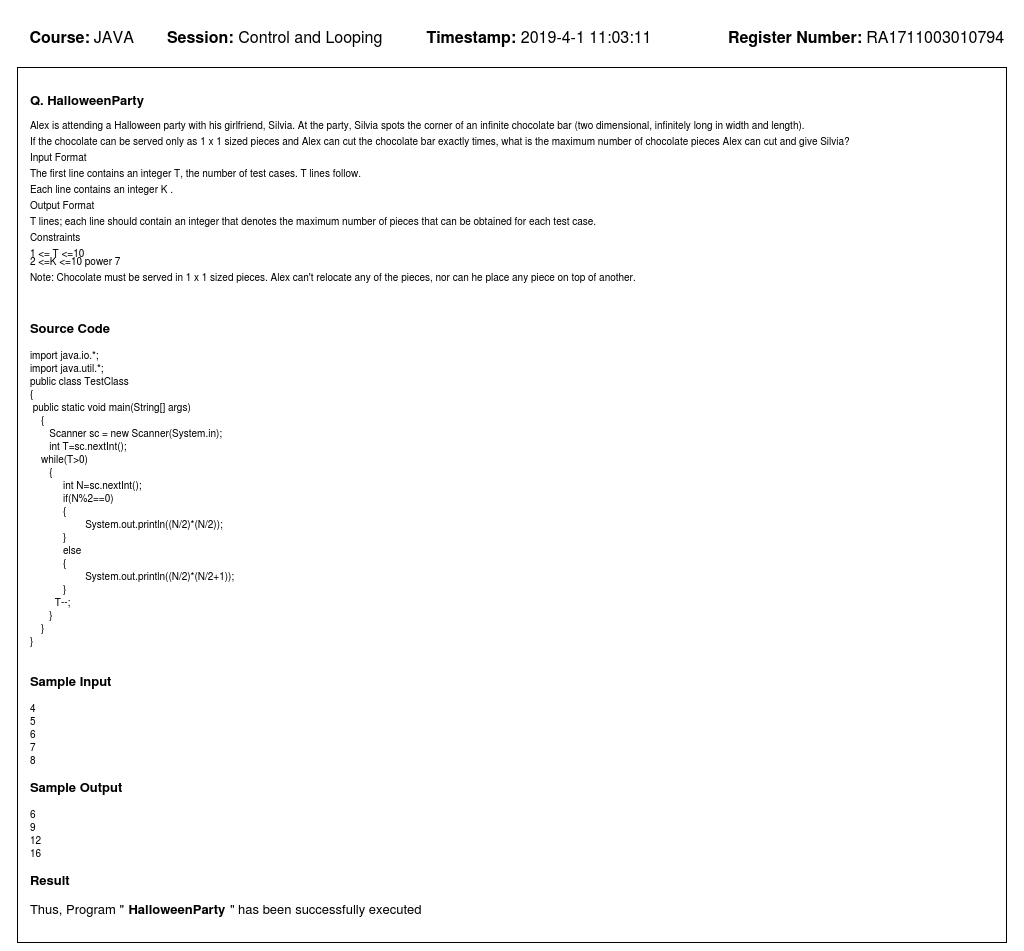 Course: JAVA Session: Control and Looping Timestamp: 2019-4-1 11:03:11 Register Number: RA1711003010794
Q. HalloweenParty
Alex is attending a Halloween party with his girlfriend, Silvia. At the party, Silvia spots the corner of an infinite chocolate bar (two dimensional, infinitely long in width and length).
If the chocolate can be served only as 1 x 1 sized pieces and Alex can cut the chocolate bar exactly times, what is the maximum number of chocolate pieces Alex can cut and give Silvia?
Input Format
The first line contains an integer T, the number of test cases. T lines follow.
Each line contains an integer K .
Output Format
T lines; each line should contain an integer that denotes the maximum number of pieces that can be obtained for each test case.
Constraints
1 <= T <=10
2 <=K <=10 power 7
Note: Chocolate must be served in 1 x 1 sized pieces. Alex can't relocate any of the pieces, nor can he place any piece on top of another.
Source Code
import java.io.*;
import java.util.*;
public class TestClass
{
public static void main(String[] args)
{
Scanner sc = new Scanner(System.in);
int T=sc.nextInt();
while(T>0)
{
int N=sc.nextInt();
if(N%2==0)
{
System.out.println((N/2)*(N/2));
}
else
{
System.out.println((N/2)*(N/2+1));
}
T--;
}
}
}
Sample Input
4
5
6
7
8
Sample Output
6
9
12
16
Result
Thus, Program " HalloweenParty " has been successfully executed